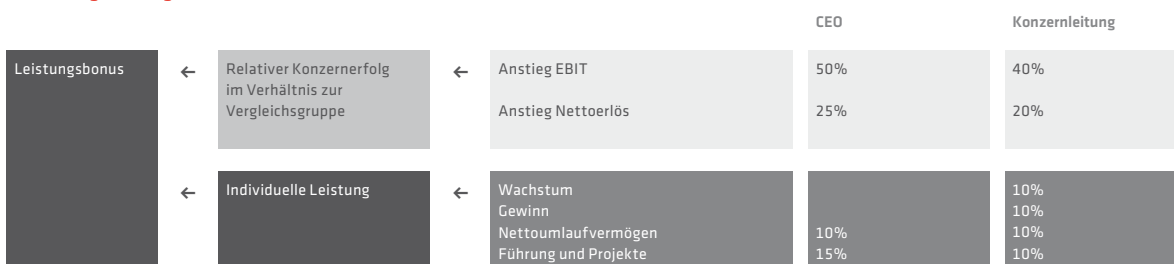 CEO Konzernleitung
Leistungsbonus ← Relativer Konzernerfolg ← Anstieg EBIT 50% 40%
im Verhältnis zur
Vergleichsgruppe Anstieg Nettoerlös 25% 20%
← Individuelle Leistung ← Wachstum 10%
Gewinn 10%
Nettoumlaufvermögen 10% 10%
Führung und Projekte 15% 10%